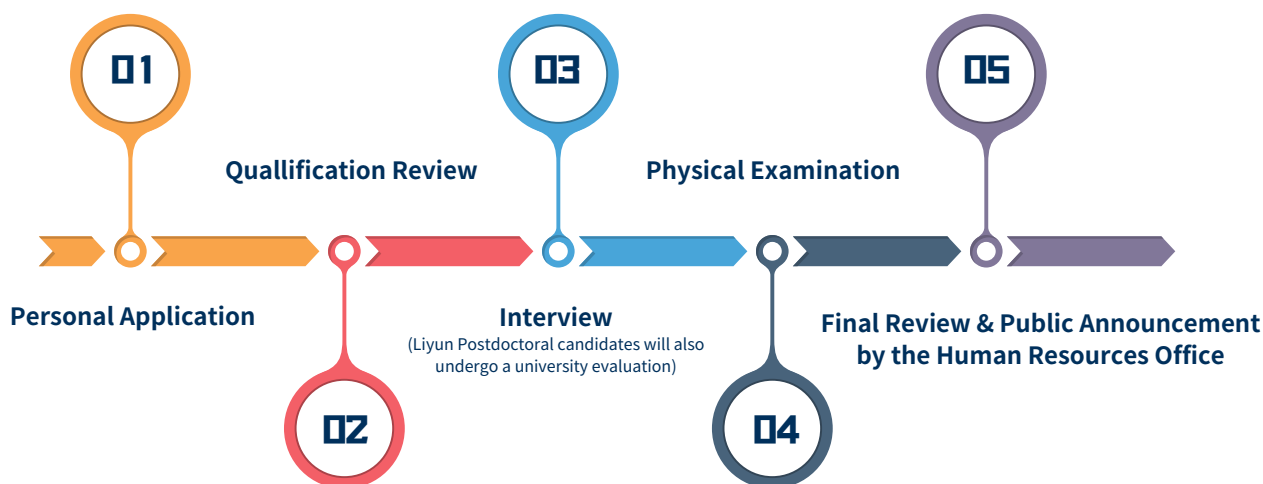 01
Personal Application
Quallification Review
02
03
Interview
(Liyun Postdoctoral candidates will also
undergo a university evaluation)
Physical Examination
04
05
Final Review & Public Announcement
by the Human Resources Office